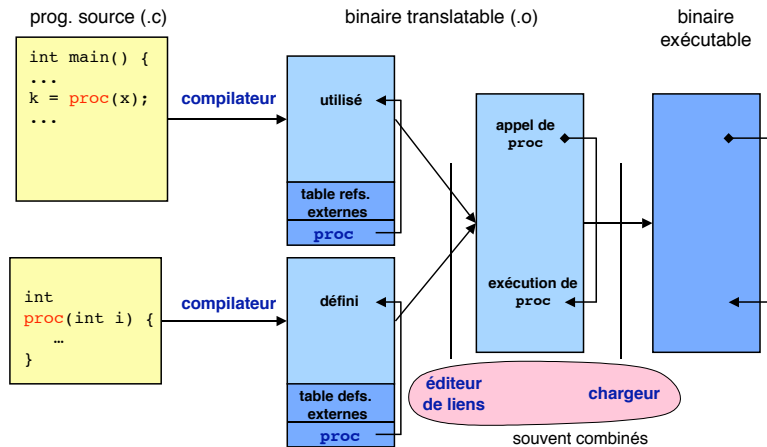 prog. source (.c)
binaire translatable (.o)
binaire
exécutable
int main() {
...
k = proc(x);
...
compilateur
utilisé
table refs.
externes
proc
appel de
proc
exécution de
proc
int
proc(int i) {
…
}
compilateur
défini
table defs.
externes
proc
éditeur
de liens
chargeur
souvent combinés